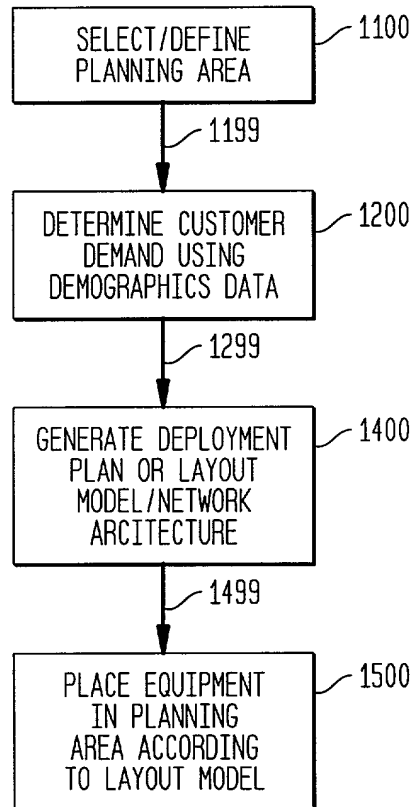 SELECT/DEFINE
PLANNING AREA
1100
1199
DETERMINE CUSTOMER
DEMAND USING
DEMOGRAPHICS DATA
1200
1299
GENERATE DEPLOYMENT
PLAN OR LAYOUT
MODEL/NETWORK
ARCITECTURE
1400
1499
PLACE EQUIPMENT
IN PLANNING
AREA ACCORDING
TO LAYOUT MODEL
1500